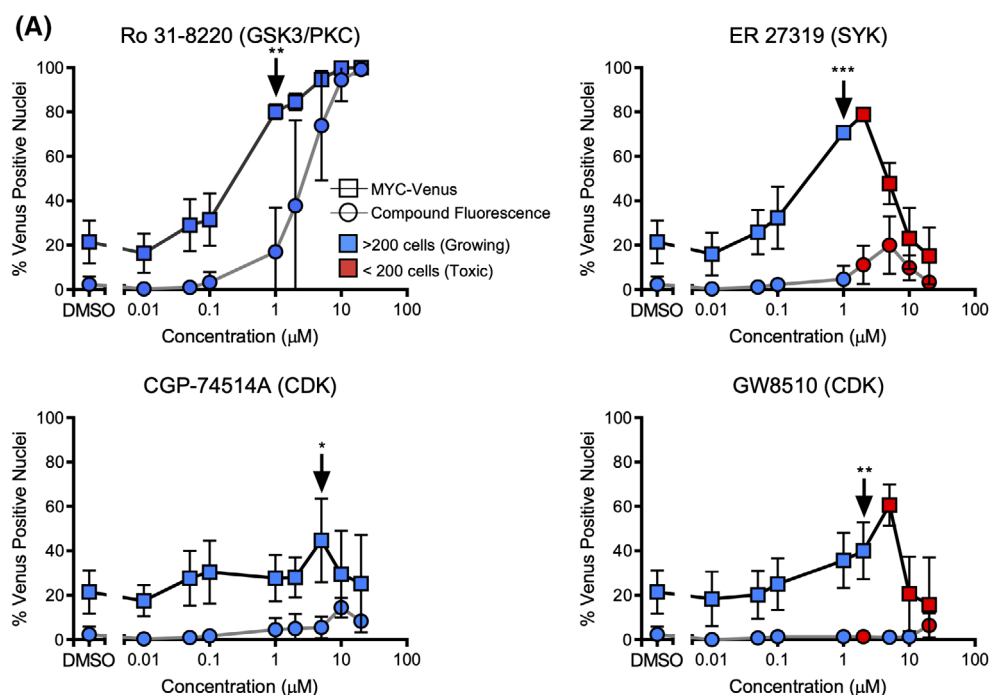 (A)
Ro 31-8220 (GSK3/PKC)
**
% Venus Positive Nuclei
100
80
60
40
20
0
DMSO 0.01 0.1 1 10 100
Concentration (μM)
MYC-Venus
Compound Fluorescence
>200 cells (Growing)
< 200 cells (Toxic)
ER 27319 (SYK)
***
% Venus Positive Nuclei
100
80
60
40
20
0
DMSO 0.01 0.1 1 10 100
Concentration (μM)
CGP-74514A (CDK)
*
% Venus Positive Nuclei
100
80
60
40
20
0
DMSO 0.01 0.1 1 10 100
Concentration (μM)
GW8510 (CDK)
**
% Venus Positive Nuclei
100
80
60
40
20
0
DMSO 0.01 0.1 1 10 100
Concentration (μM)